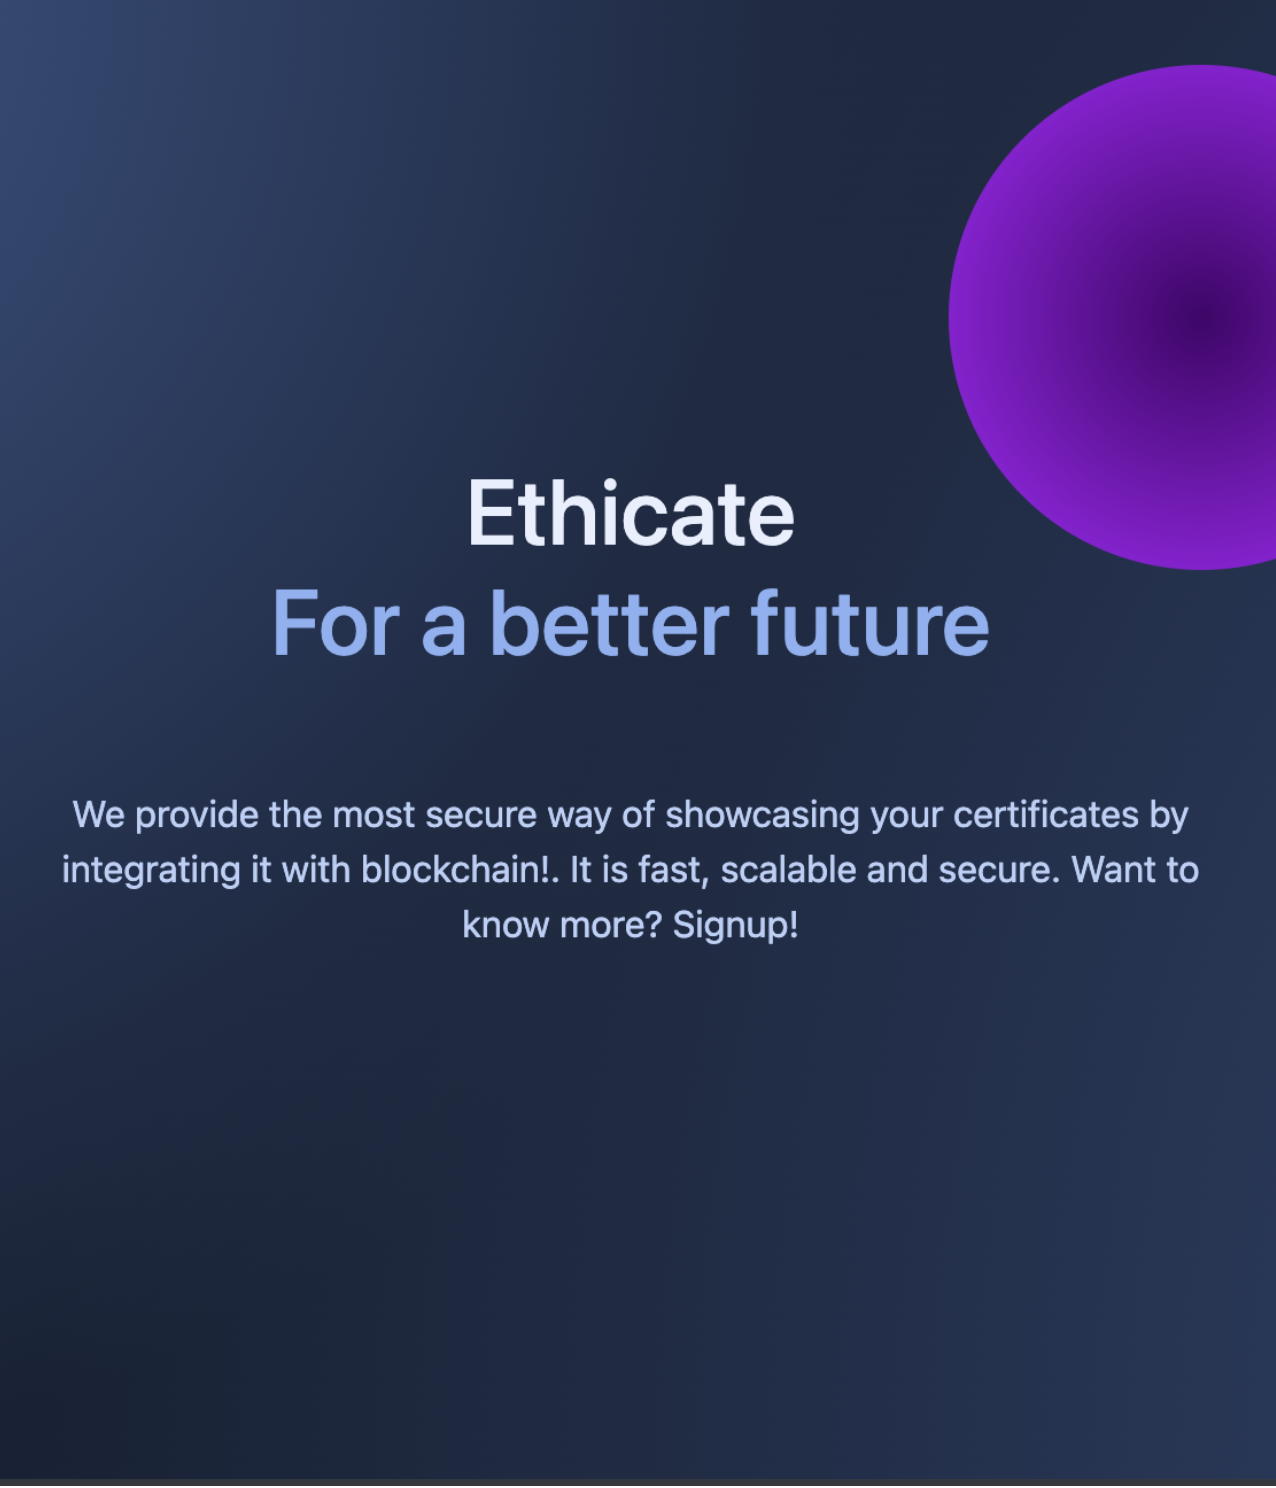 Ethicate
For a better future
We provide the most secure way of showcasing your certificates by
integrating it with blockchain!. It is fast, scalable and secure. Want to
know more? Signup!